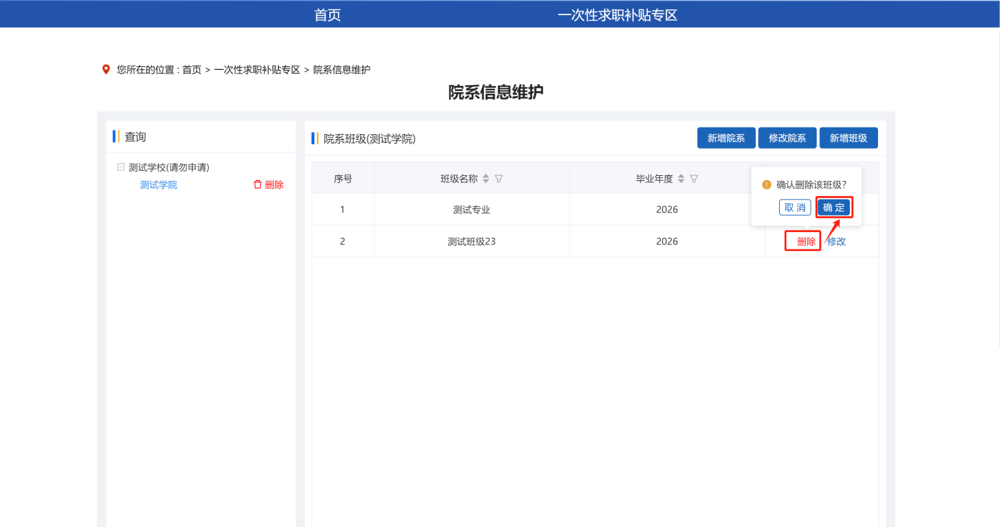 首页 一次性求职补贴专区
您所在的位置 : 首页 > 一次性求职补贴专区 > 院系信息维护
院系信息维护
查询
测试学校(请勿申请)
测试学院 删除
院系班级(测试学院) 新增院系 修改院系 新增班级
序号 班级名称 毕业年度
1 测试专业 2026
2 测试班级23 2026 删除 修改
确认删除该班级?
取 消 确 定